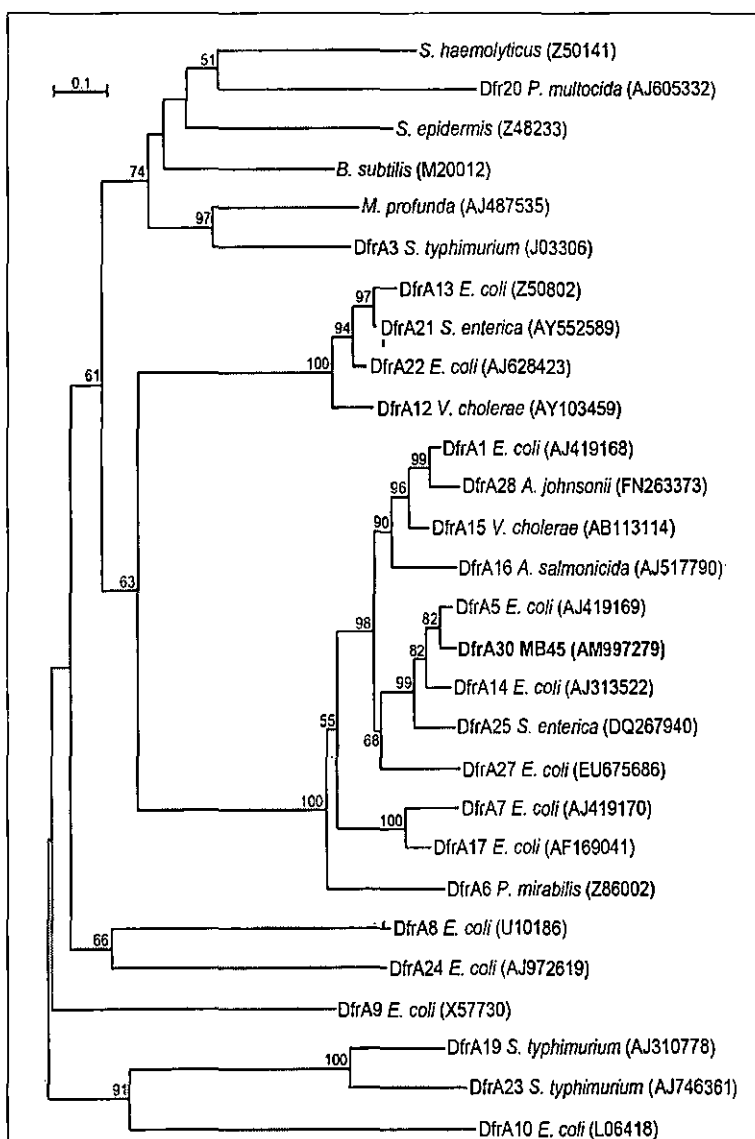 S. haemolyticus (Z50141)
51
0.1
Dfr20 P. multocida (AJ605332)
S. epidermis (Z48233)
74
B. subtilis (M20012)
M. profunda (AJ487535)
97
DfrA3 S. typhimurium (J03306)
DfrA13 E. coli (Z50802)
97
DfrA21 S. enterica (AY552589)
94
DfrA22 E. coli (AJ628423)
100
61
DfrA12 V. cholerae (AY103459)
DfrA1 E. coli (AJ419168)
99
DfrA28 A. johnsonii (FN263373)
96
DfrA15 V. cholerae (AB113114)
90
DfrA16 A. salmonicida (AJ517790)
63
DfrA5 E. coli (AJ419169)
82
98
DfrA30 MB45 (AM997279)
82
DfrA14 E. coli (AJ313522)
99
DfrA25 S. enterica (DQ267940)
55
68
DfrA27 E. coli (EU675686)
100
DfrA7 E. coli (AJ419170)
100
DfrA17 E. coli (AF169041)
DfrA6 P. mirabilis (Z86002)
DfrA8 E. coli (U10186)
66
DfrA24 E. coli (AJ972619)
DfrA9 E. coli (X57730)
DfrA19 S. typhimurium (AJ310778)
100
DfrA23 S. typhimurium (AJ746361)
91
DfrA10 E. coli (L06418)